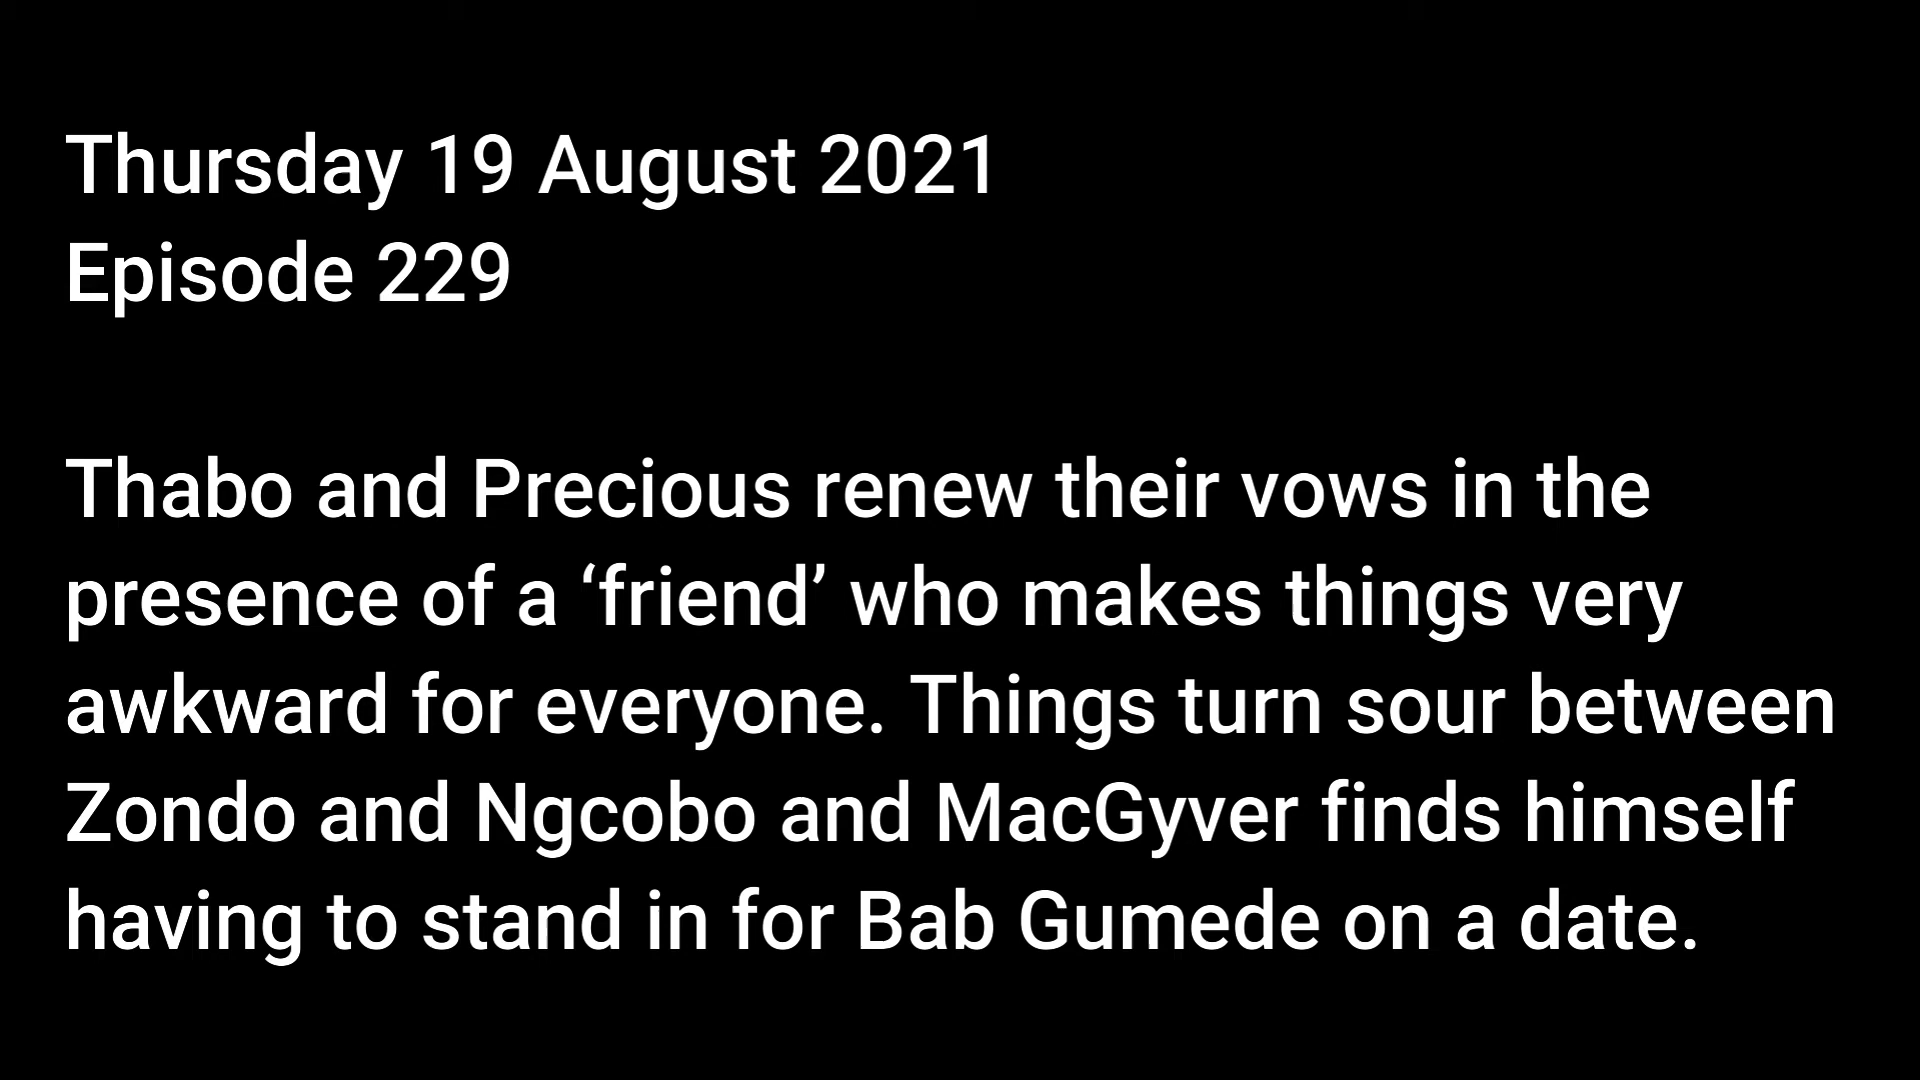 Thursday 19 August 2021
Episode 229
Thabo and Precious renew their vows in the
presence of a ‘friend’ who makes things very
awkward for everyone. Things turn sour between
Zondo and Ngcobo and MacGyver finds himself
having to stand in for Bab Gumede on a date.